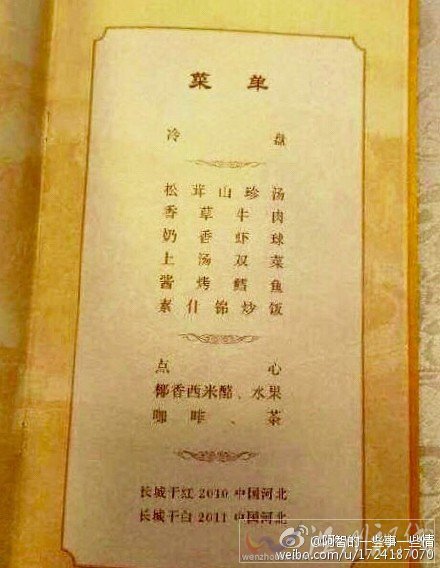 菜单
冷盘
松茸山珍汤
香草牛肉
奶香虾球
上汤双菜
酱烤鳕鱼
素什锦炒饭
点心
椰香西米酪、水果
咖啡、茶
长城干红 2010 中国河北
长城干白 2011 中国河北
@阿智的一些事一些情
weibo.com/u/1724187070